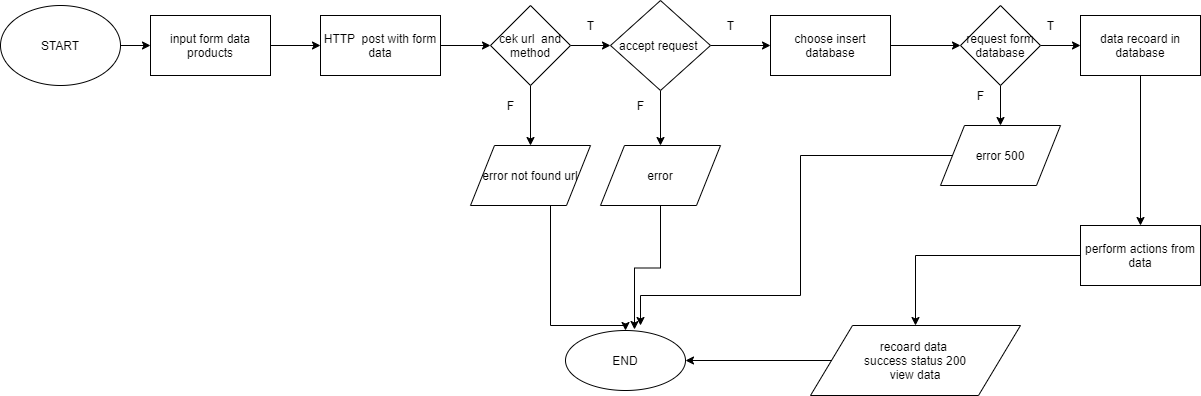 START
input form data
products
HTTP  post with form
data
cek url  and
method
T
accept request
T
choose insert
database
request form
database
T
data recoard in
database
F
F
F
error not found url
error
error 500
perform actions from
data
recoard data
success status 200
view data
END